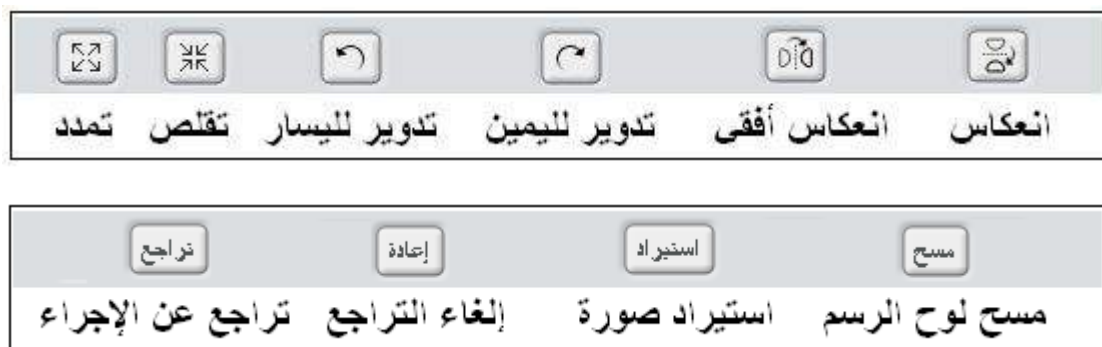 انعكاس انعكاس أفقى تدوير لليمين تدوير لليسار تقلص تمدد
مسح استيراد إعادة تراجع
مسح لوح الرسم استيراد صورة إلغاء التراجع تراجع عن الإجراء